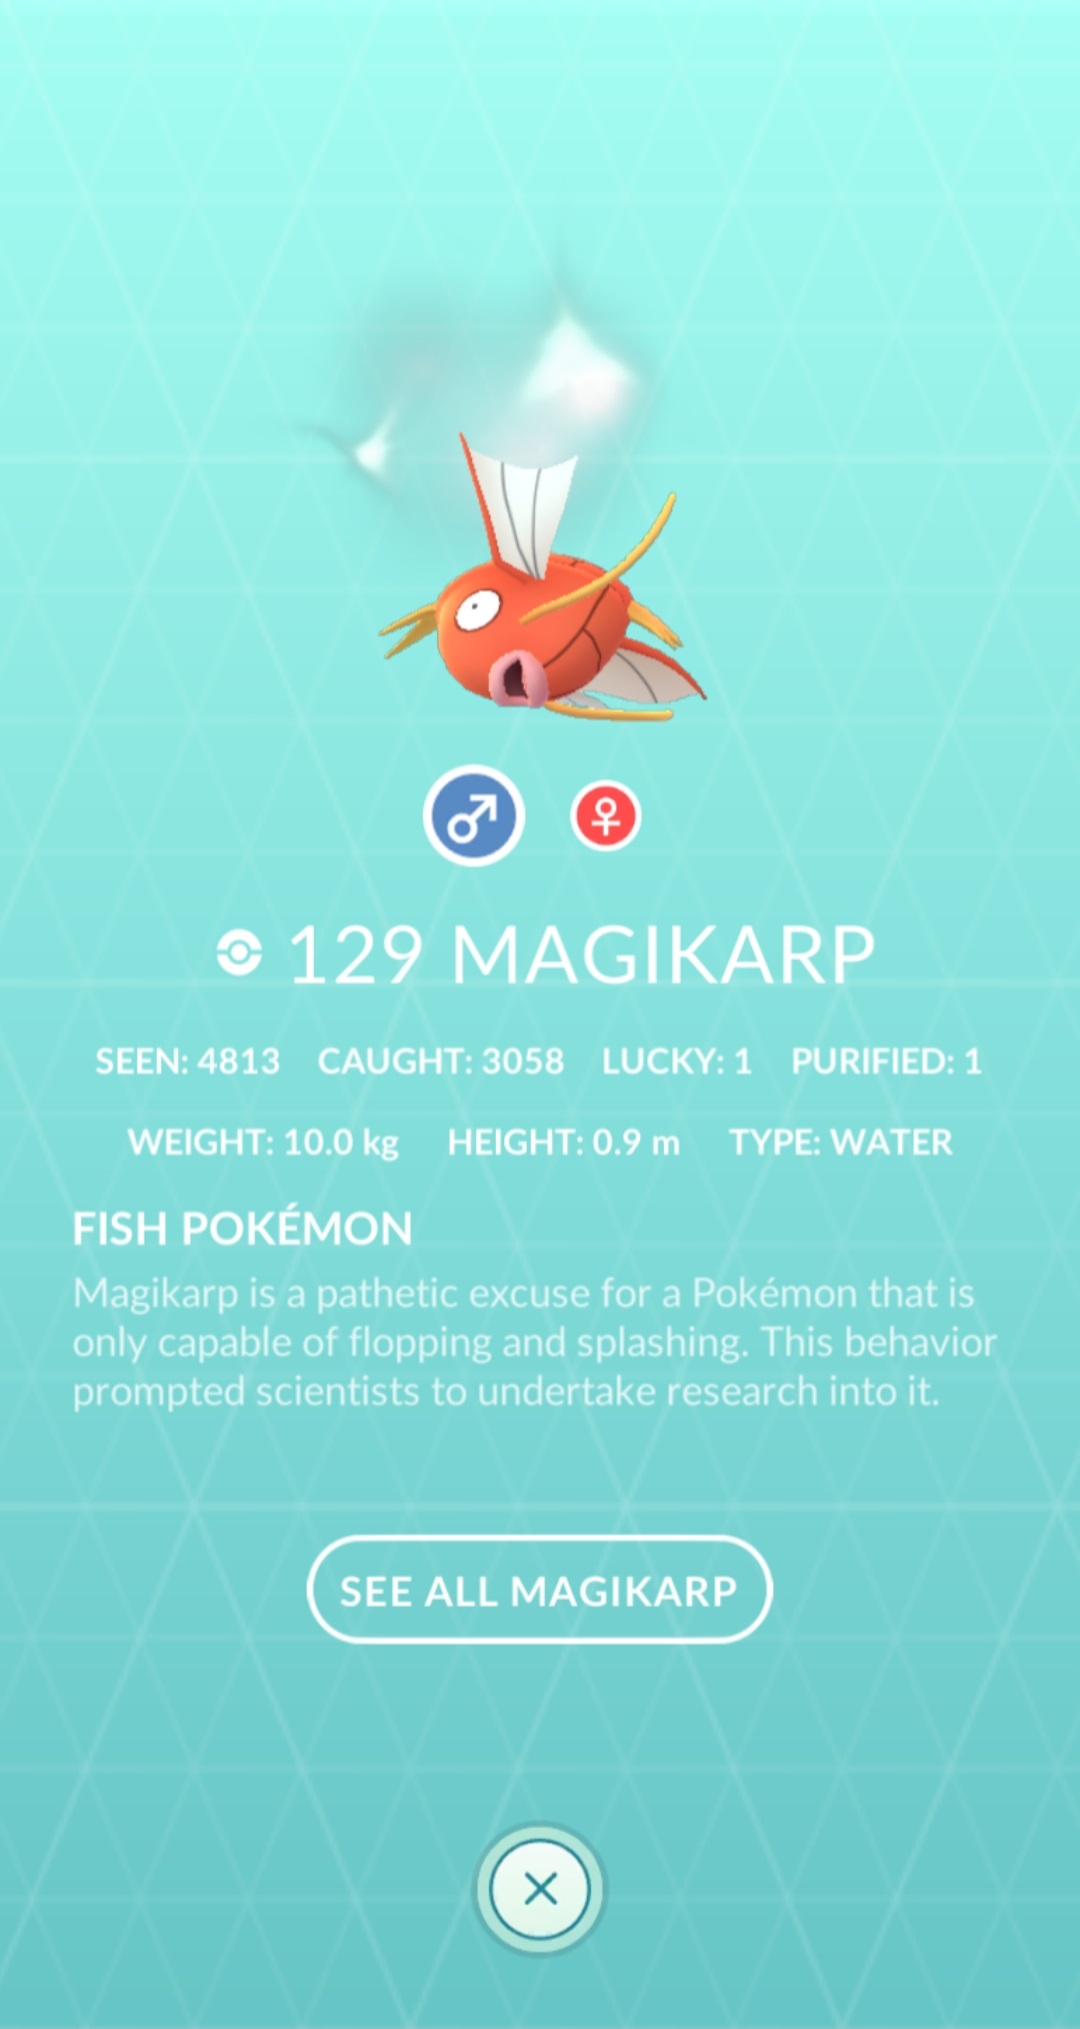 129 MAGIKARP
SEEN: 4813 CAUGHT: 3058 LUCKY: 1 PURIFIED: 1
WEIGHT: 10.0 kg HEIGHT: 0.9 m TYPE: WATER
FISH POKÉMON
Magikarp is a pathetic excuse for a Pokémon that is
only capable of flopping and splashing. This behavior
prompted scientists to undertake research into it.
SEE ALL MAGIKARP